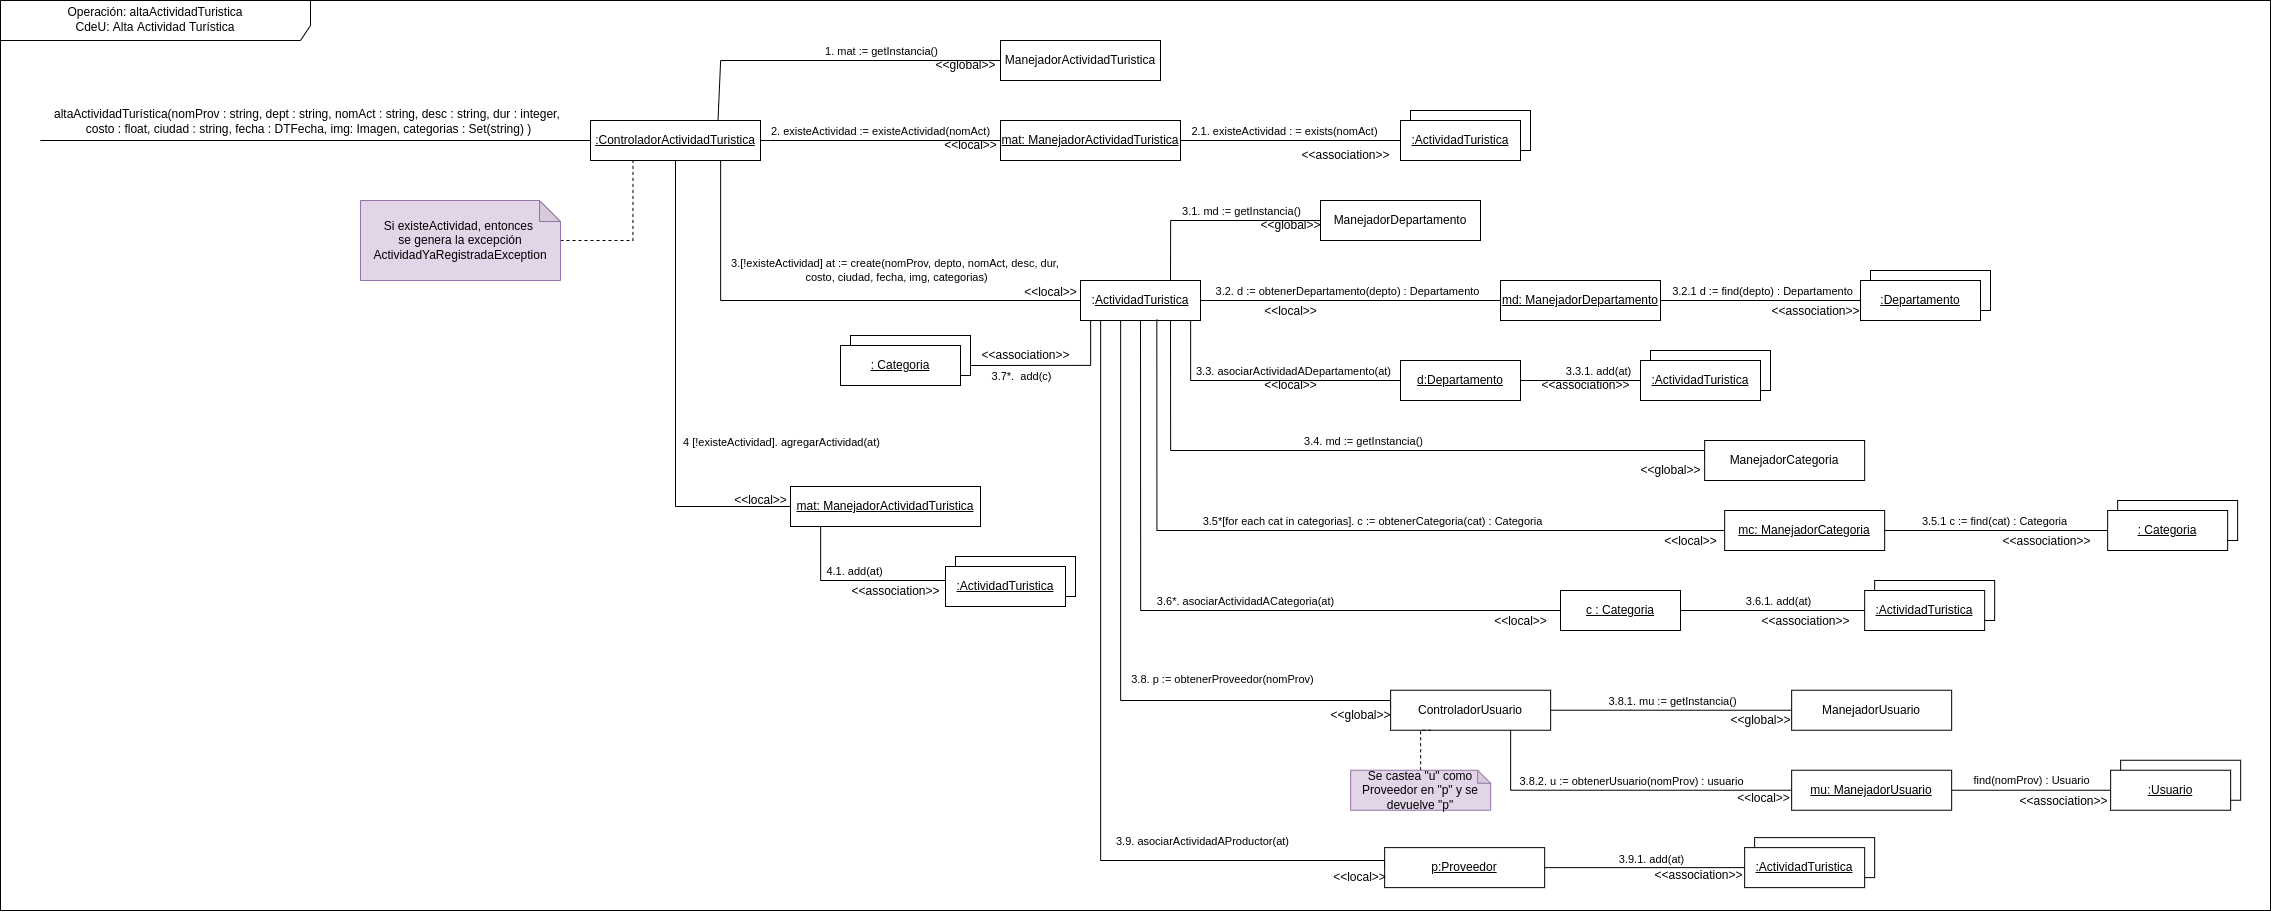 Operación: altaActividadTuristica
CdeU: Alta Actividad Turística
1. mat := getInstancia()
<<global>>
ManejadorActividadTuristica
altaActividadTurística(nomProv : string, dept : string, nomAct : string, desc : string, dur : integer,
costo : float, ciudad : string, fecha : DTFecha, img: Imagen, categorias : Set(string) )
:ControladorActividadTuristica
2. existeActividad := existeActividad(nomAct)
<<local>>
mat: ManejadorActividadTuristica
2.1. existeActividad : = exists(nomAct)
<<association>>
:ActividadTuristica
Si existeActividad, entonces
se genera la excepción
ActividadYaRegistradaException
3.1. md := getInstancia()
<<global>>
ManejadorDepartamento
3.[!existeActividad] at := create(nomProv, depto, nomAct, desc, dur,
costo, ciudad, fecha, img, categorias)
<<local>>
:ActividadTuristica
3.2. d := obtenerDepartamento(depto) : Departamento
<<local>>
md: ManejadorDepartamento
3.2.1 d := find(depto) : Departamento
<<association>>
:Departamento
: Categoria
<<association>>
3.7*.  add(c)
3.3. asociarActividadADepartamento(at)
<<local>>
d:Departamento
3.3.1. add(at)
<<association>>
:ActividadTuristica
4 [!existeActividad]. agregarActividad(at)
3.4. md := getInstancia()
<<global>>
ManejadorCategoria
<<local>>
mat: ManejadorActividadTuristica
3.5*[for each cat in categorias]. c := obtenerCategoria(cat) : Categoria
<<local>>
mc: ManejadorCategoria
3.5.1 c := find(cat) : Categoria
<<association>>
: Categoria
4.1. add(at)
<<association>>
:ActividadTuristica
3.6*. asociarActividadACategoria(at)
<<local>>
c : Categoria
3.6.1. add(at)
<<association>>
:ActividadTuristica
3.8. p := obtenerProveedor(nomProv)
<<global>>
ControladorUsuario
3.8.1. mu := getInstancia()
<<global>>
ManejadorUsuario
Se castea "u" como
Proveedor en "p" y se
devuelve "p"
3.8.2. u := obtenerUsuario(nomProv) : usuario
<<local>>
mu: ManejadorUsuario
find(nomProv) : Usuario
<<association>>
:Usuario
3.9. asociarActividadAProductor(at)
<<local>>
p:Proveedor
3.9.1. add(at)
<<association>>
:ActividadTuristica